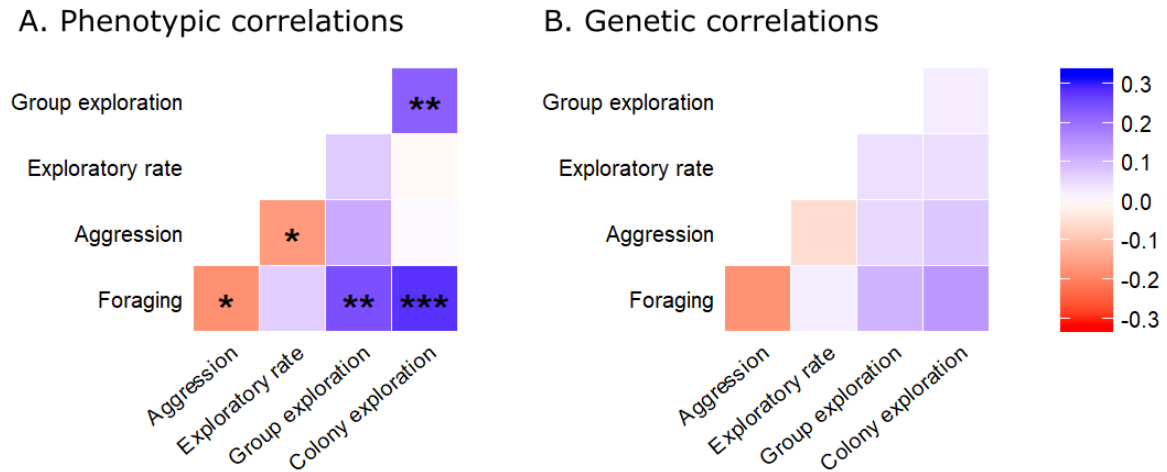 A. Phenotypic correlations
Group exploration
**
Exploratory rate
Aggression
*
Foraging
*
**
***
Aggression
Exploratory rate
Group exploration
Colony exploration
B. Genetic correlations
Group exploration
Exploratory rate
Aggression
Foraging
Aggression
Exploratory rate
Group exploration
Colony exploration
0.3
0.2
0.1
0.0
-0.1
-0.2
-0.3